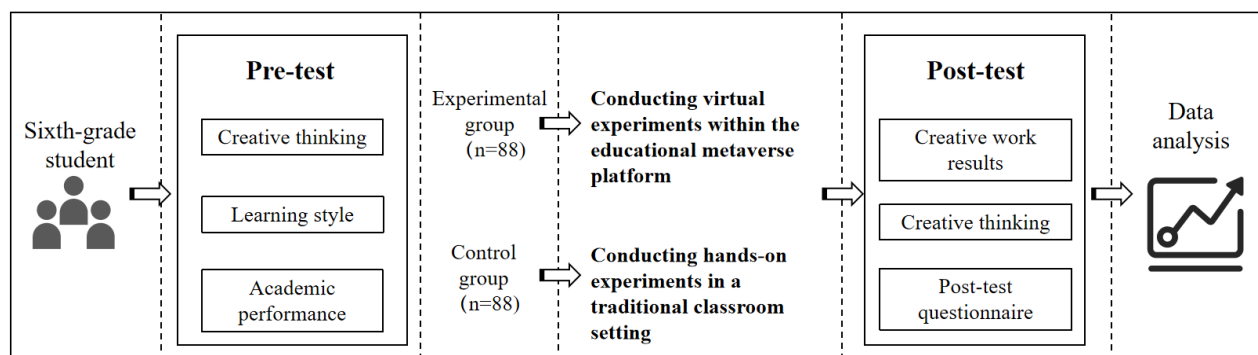 Sixth-grade
student
Pre-test
Creative thinking
Learning style
Academic
performance
Experimental
group
(n=88)
Control
group
(n=88)
Conducting virtual
experiments within the
educational metaverse
platform
Conducting hands-on
experiments in a
traditional classroom
setting
Post-test
Creative work
results
Creative thinking
Post-test
questionnaire
Data
analysis